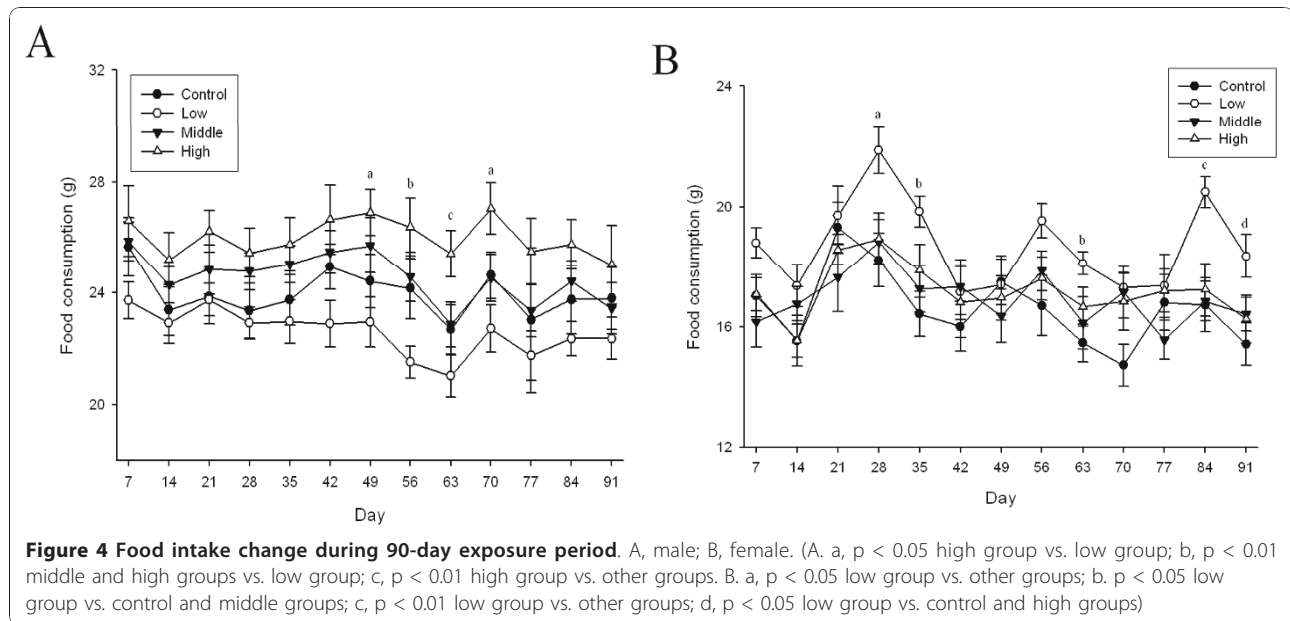 A
32
28
24
20
Food consumption (g)
Control
Low
Middle
High
a
b
c
a
7 14 21 28 35 42 49 56 63 70 77 84 91
Day
B
24
20
16
12
Food consumption (g)
Control
Low
Middle
High
a
b
b
c
d
7 14 21 28 35 42 49 56 63 70 77 84 91
Day
Figure 4 Food intake change during 90-day exposure period. A, male; B, female. (A. a, p < 0.05 high group vs. low group; b, p < 0.01
middle and high groups vs. low group; c, p < 0.01 high group vs. other groups. B. a, p < 0.05 low group vs. other groups; b. p < 0.05 low
group vs. control and middle groups; c, p < 0.01 low group vs. other groups; d, p < 0.05 low group vs. control and high groups)